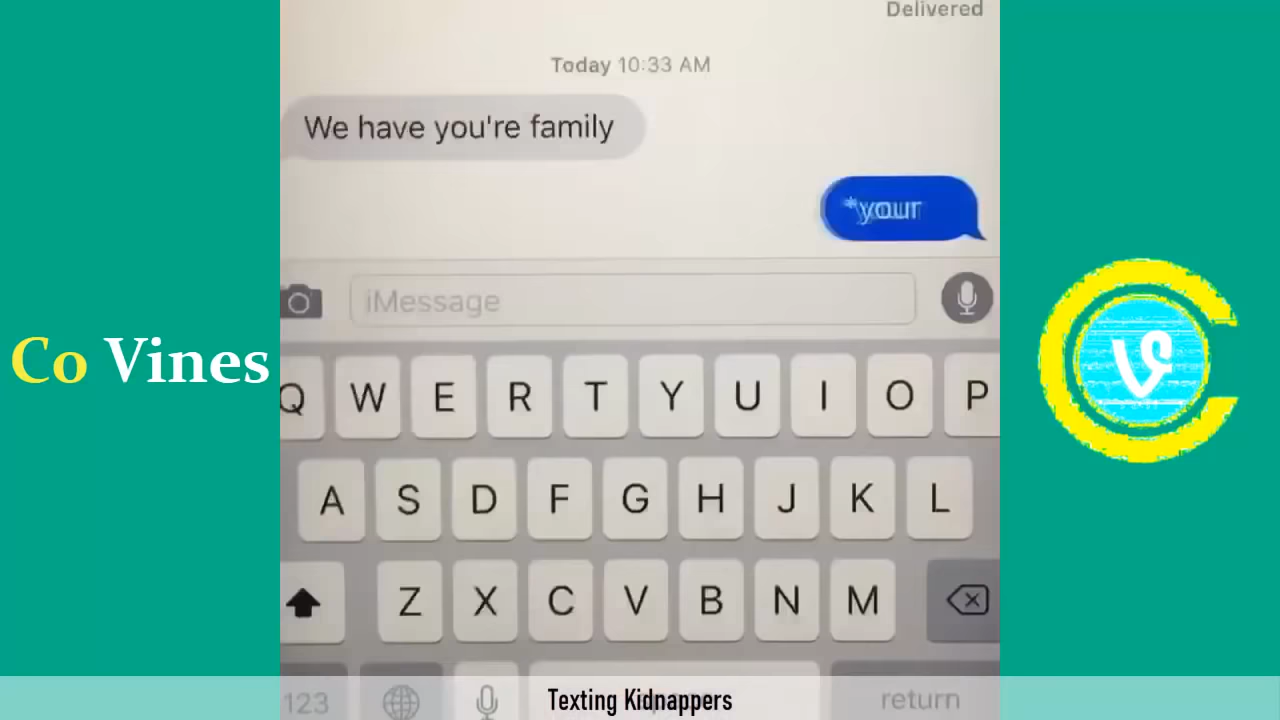 Delivered
Today 10:33 AM
We have you're family
*your
iMessage
Co Vines
Q W E R T Y U I O P
A S D F G H J K L
Z X C V B N M
123
return
Texting Kidnappers